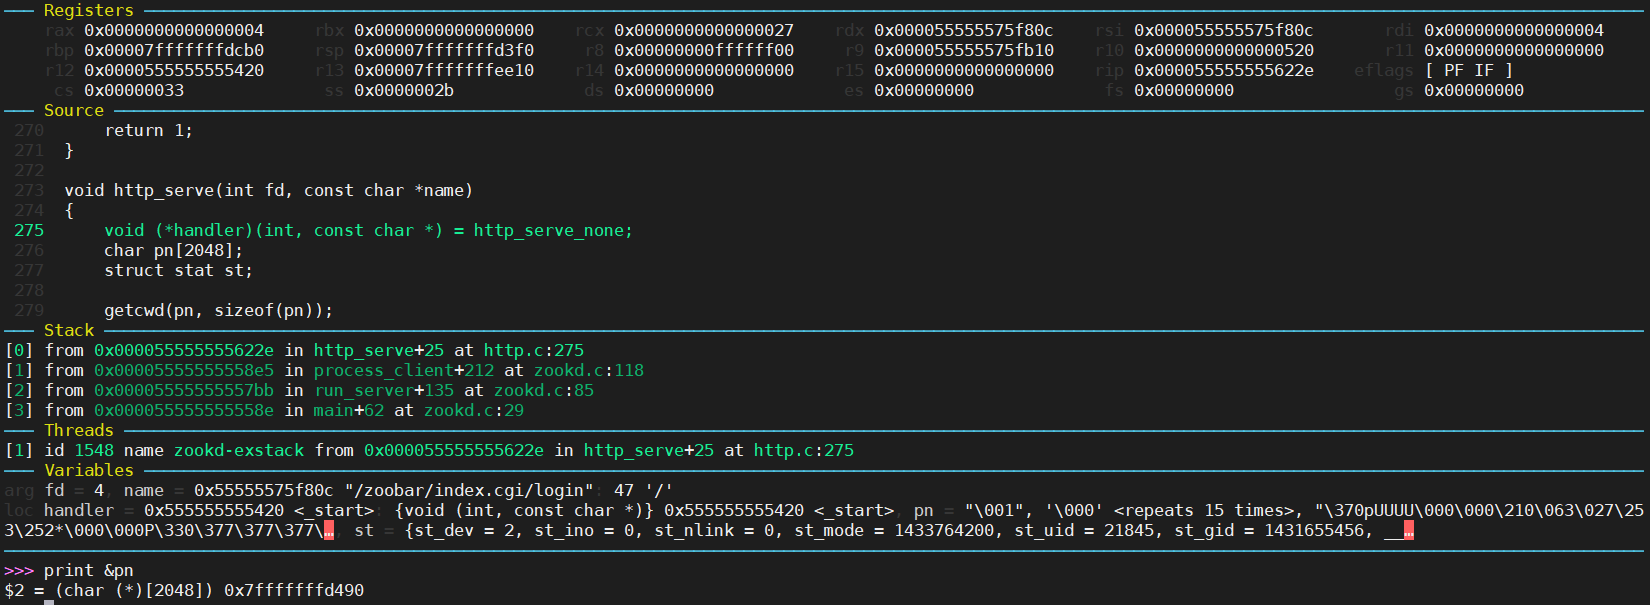 ─── Registers ───
rax 0x0000000000000004 rbx 0x0000000000000000 rcx 0x0000000000000027 rdx 0x000055555575f80c rsi 0x000055555575f80c rdi 0x0000000000000004
rbp 0x00007fffffffdcb0 rsp 0x00007fffffffd3f0 r8 0x00000000ffffff00 r9 0x000055555575fb10 r10 0x0000000000000520 r11 0x0000000000000000
r12 0x0000555555555420 r13 0x00007fffffffee10 r14 0x0000000000000000 r15 0x0000000000000000 rip 0x000055555555622e eflags [ PF IF ]
cs 0x00000033 ss 0x0000002b ds 0x00000000 es 0x00000000 fs 0x00000000 gs 0x00000000
─── Source ───
270 return 1;
271 }
272
273 void http_serve(int fd, const char *name)
274 {
275 void (*handler)(int, const char *) = http_serve_none;
276 char pn[2048];
277 struct stat st;
278
279 getcwd(pn, sizeof(pn));
─── Stack ───
[0] from 0x000055555555622e in http_serve+25 at http.c:275
[1] from 0x00005555555558e5 in process_client+212 at zookd.c:118
[2] from 0x00005555555557bb in run_server+135 at zookd.c:85
[3] from 0x000055555555558e in main+62 at zookd.c:29
─── Threads ───
[1] id 1548 name zookd-exstack from 0x000055555555622e in http_serve+25 at http.c:275
─── Variables ───
arg fd = 4, name = 0x55555575f80c "/zoobar/index.cgi/login": 47 '/'
loc handler = 0x555555555420 <_start>: {void (int, const char *)} 0x555555555420 <_start>, pn = "\001", '\000' <repeats 15 times>, "\370pUUUU\000\000\210\063\027\25
3\252*\000\000P\330\377\377\377\…, st = {st_dev = 2, st_ino = 0, st_nlink = 0, st_mode = 1433764200, st_uid = 21845, st_gid = 1431655456, __…
>>> print &pn
$2 = (char (*)[2048]) 0x7fffffffd490